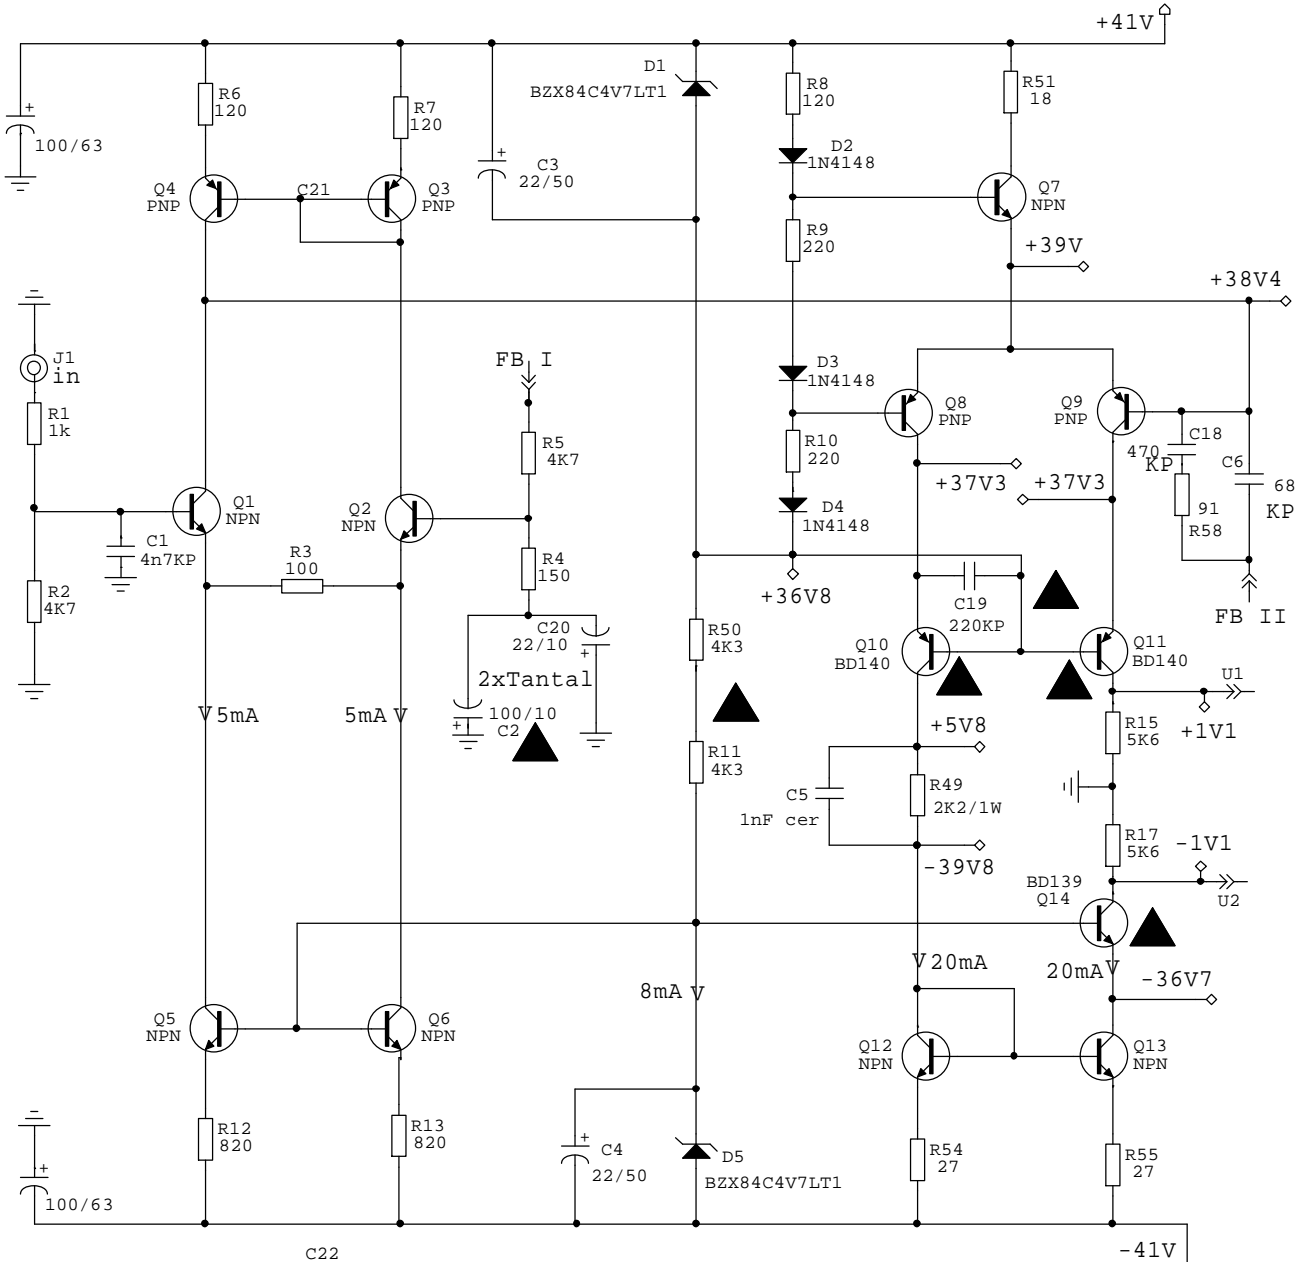 +41V
D1
BZX84C4V7LT1
R8
120
R51
18
R6
120
R7
120
+
100/63
D2
1N4148
+
C3
22/50
Q4
PNP
C21
Q3
PNP
Q7
NPN
R9
220
+39V
+38V4
J1
in
FB I
D3
1N4148
R1
1k
Q8
PNP
Q9
PNP
R5
4K7
R10
220
C18
470
KP
C6
68
KP
+37V3
+37V3
Q1
NPN
Q2
NPN
D4
1N4148
91
R58
C1
4n7KP
R3
100
R4
150
R2
4K7
+36V8
C19
220KP
FB II
C20
22/10
+
R50
4K3
Q10
BD140
Q11
BD140
2xTantal
U1
5mA
5mA
100/10
+
C2
+5V8
R15
5K6
+1V1
R11
4K3
C5
1nF cer
R49
2K2/1W
R17
5K6
-1V1
-39V8
BD139
Q14
U2
20mA
20mA
-36V7
8mA
Q5
NPN
Q6
NPN
Q12
NPN
Q13
NPN
R12
820
R13
820
+
C4
22/50
D5
BZX84C4V7LT1
R54
27
R55
27
+
100/63
C22
-41V